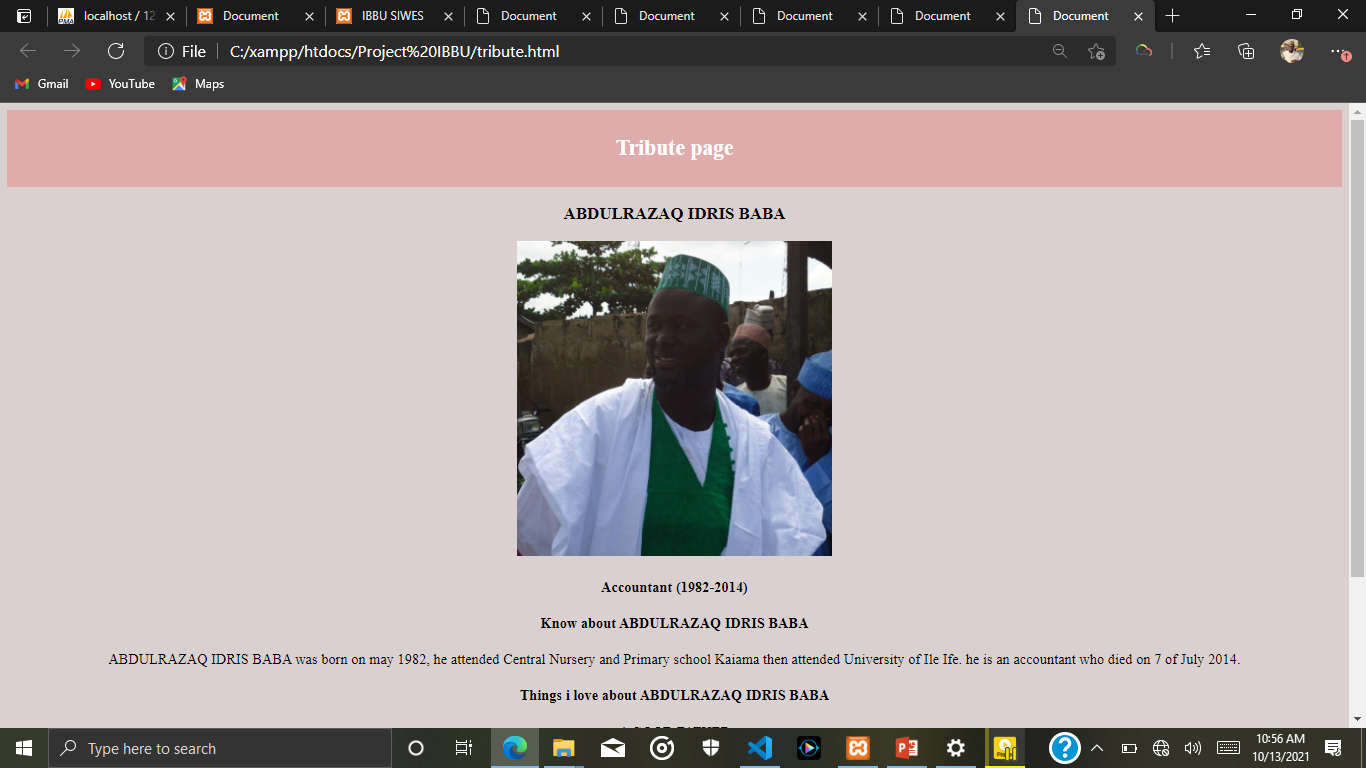 localhost / 12
Document
IBBU SIWES
Document
Document
Document
Document
Document
File
C:/xampp/htdocs/Project%20IBBU/tribute.html
Gmail
YouTube
Maps
Tribute page
ABDULRAZAQ IDRIS BABA
Accountant (1982-2014)
Know about ABDULRAZAQ IDRIS BABA
ABDULRAZAQ IDRIS BABA was born on may 1982, he attended Central Nursery and Primary school Kaiama then attended University of Ile Ife. he is an accountant who died on 7 of July 2014.
Things i love about ABDULRAZAQ IDRIS BABA
Type here to search
10:56 AM
10/13/2021